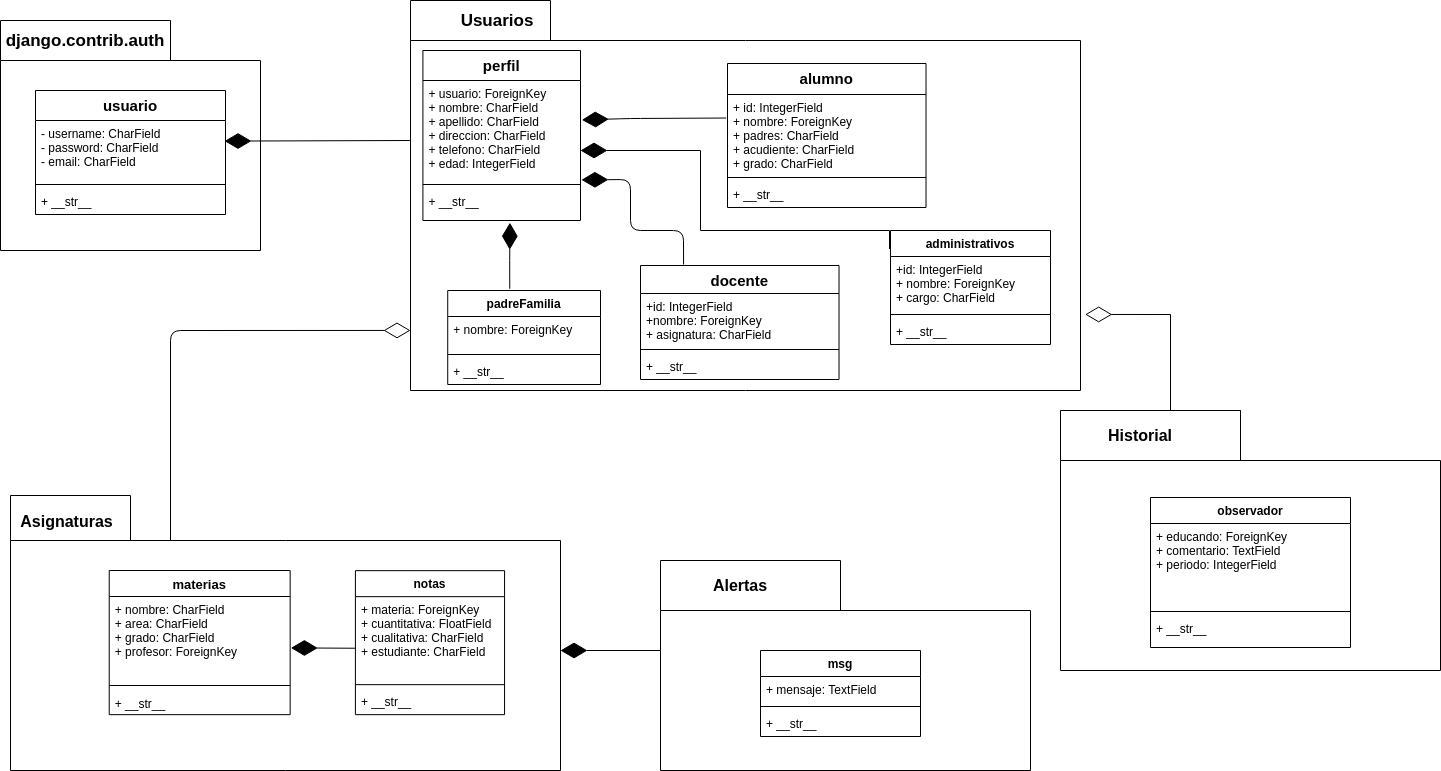 django.contrib.auth
usuario
- username: CharField
- password: CharField
- email: CharField
+ __str__
Usuarios
perfil
+ usuario: ForeignKey
+ nombre: CharField
+ apellido: CharField
+ direccion: CharField
+ telefono: CharField
+ edad: IntegerField
+ __str__
alumno
+ id: IntegerField
+ nombre: ForeignKey
+ padres: CharField
+ acudiente: CharField
+ grado: CharField
+ __str__
padreFamilia
+ nombre: ForeignKey
+ __str__
docente
+id: IntegerField
+nombre: ForeignKey
+ asignatura: CharField
+ __str__
administrativos
+id: IntegerField
+ nombre: ForeignKey
+ cargo: CharField
+ __str__
Historial
observador
+ educando: ForeignKey
+ comentario: TextField
+ periodo: IntegerField
+ __str__
Asignaturas
materias
+ nombre: CharField
+ area: CharField
+ grado: CharField
+ profesor: ForeignKey
+ __str__
notas
+ materia: ForeignKey
+ cuantitativa: FloatField
+ cualitativa: CharField
+ estudiante: CharField
+ __str__
Alertas
msg
+ mensaje: TextField
+ __str__